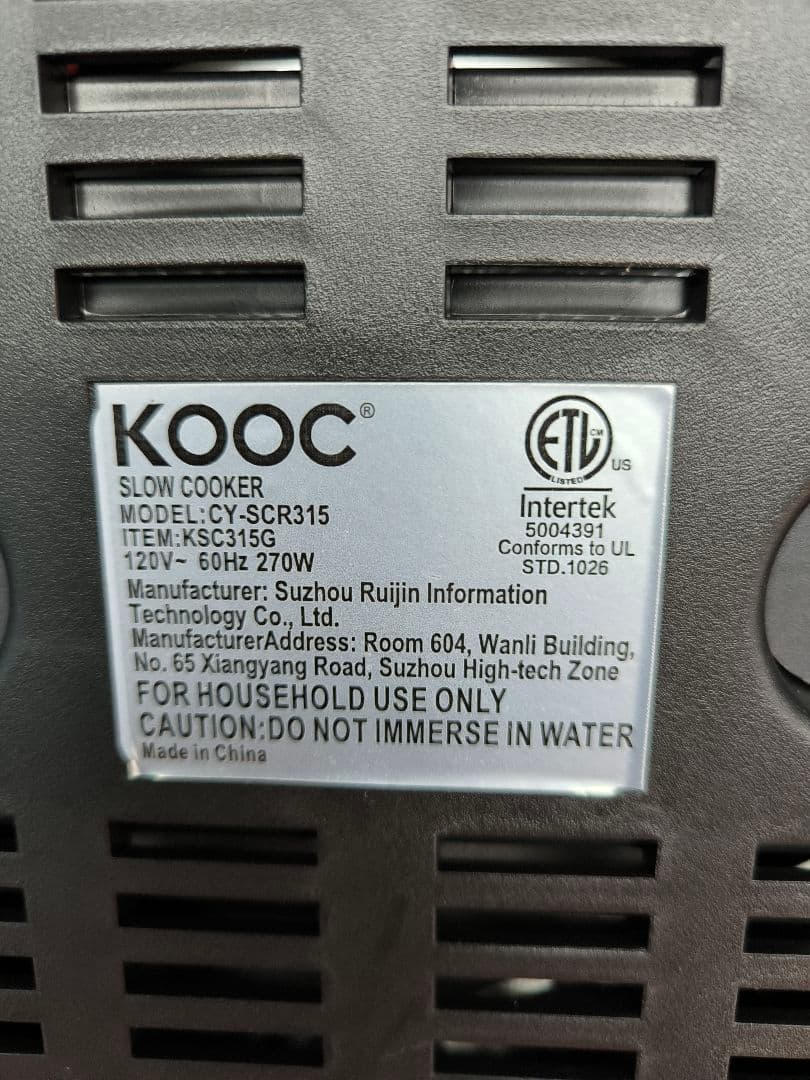 KOOC®
SLOW COOKER
MODEL:CY-SCR315
ITEM:KSC315G
120V~ 60Hz 270W
ETL CM
LISTED
US
Intertek
5004391
Conforms to UL
STD.1026
Manufacturer: Suzhou Ruijin Information
Technology Co., Ltd.
ManufacturerAddress: Room 604, Wanli Building,
No. 65 Xiangyang Road, Suzhou High-tech Zone
FOR HOUSEHOLD USE ONLY
CAUTION:DO NOT IMMERSE IN WATER
Made in China